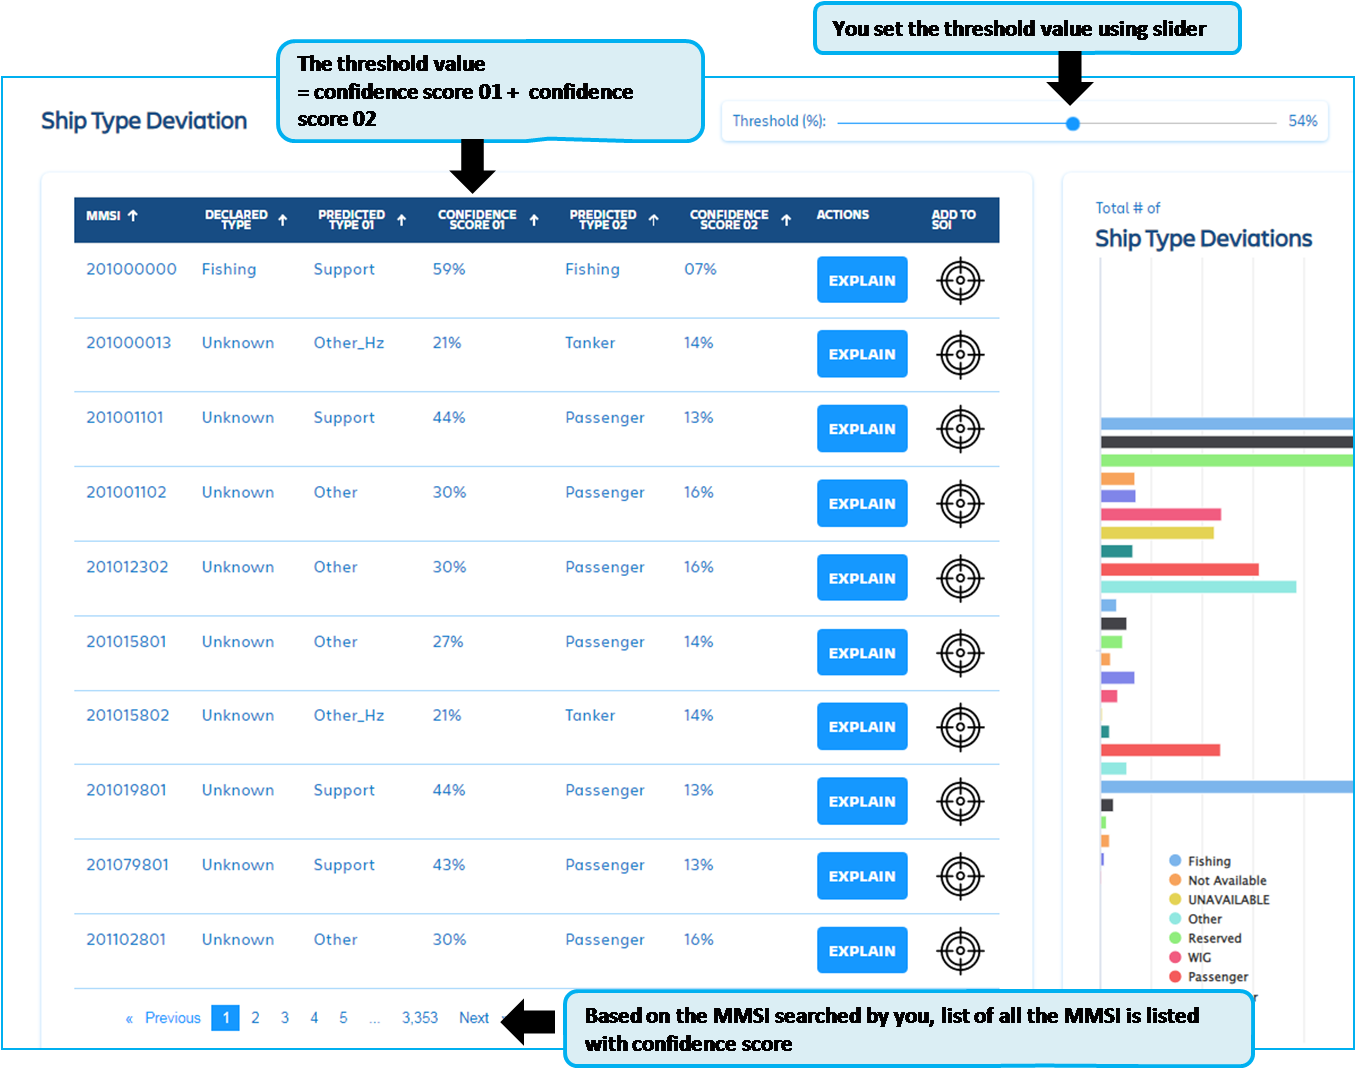 You set the threshold value using slider
The threshold value
= confidence score 01 + confidence
score 02
Ship Type Deviation
Threshold (%):
54%
MMSI
DECLARED
TYPE
PREDICTED
TYPE 01
CONFIDENCE
SCORE 01
PREDICTED
TYPE 02
CONFIDENCE
SCORE 02
ACTIONS
ADD TO
SOI
201000000 Fishing Support 59% Fishing 07% EXPLAIN
201000013 Unknown Other_Hz 21% Tanker 14% EXPLAIN
201001101 Unknown Support 44% Passenger 13% EXPLAIN
201001102 Unknown Other 30% Passenger 16% EXPLAIN
201012302 Unknown Other 30% Passenger 16% EXPLAIN
201015801 Unknown Other 27% Passenger 14% EXPLAIN
201015802 Unknown Other_Hz 21% Tanker 14% EXPLAIN
201019801 Unknown Support 44% Passenger 13% EXPLAIN
201079801 Unknown Support 43% Passenger 13% EXPLAIN
201102801 Unknown Other 30% Passenger 16% EXPLAIN
« Previous 1 2 3 4 5 ... 3,353 Next
Total # of
Ship Type Deviations
Fishing
Not Available
UNAVAILABLE
Other
Reserved
WIG
Passenger
Based on the MMSI searched by you, list of all the MMSI is listed
with confidence score